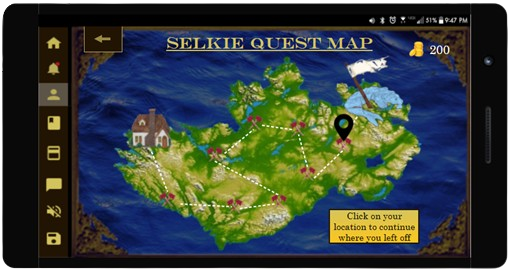 51% 9:47 PM
SELKIE QUEST MAP
200
Click on your
location to continue
where you left off